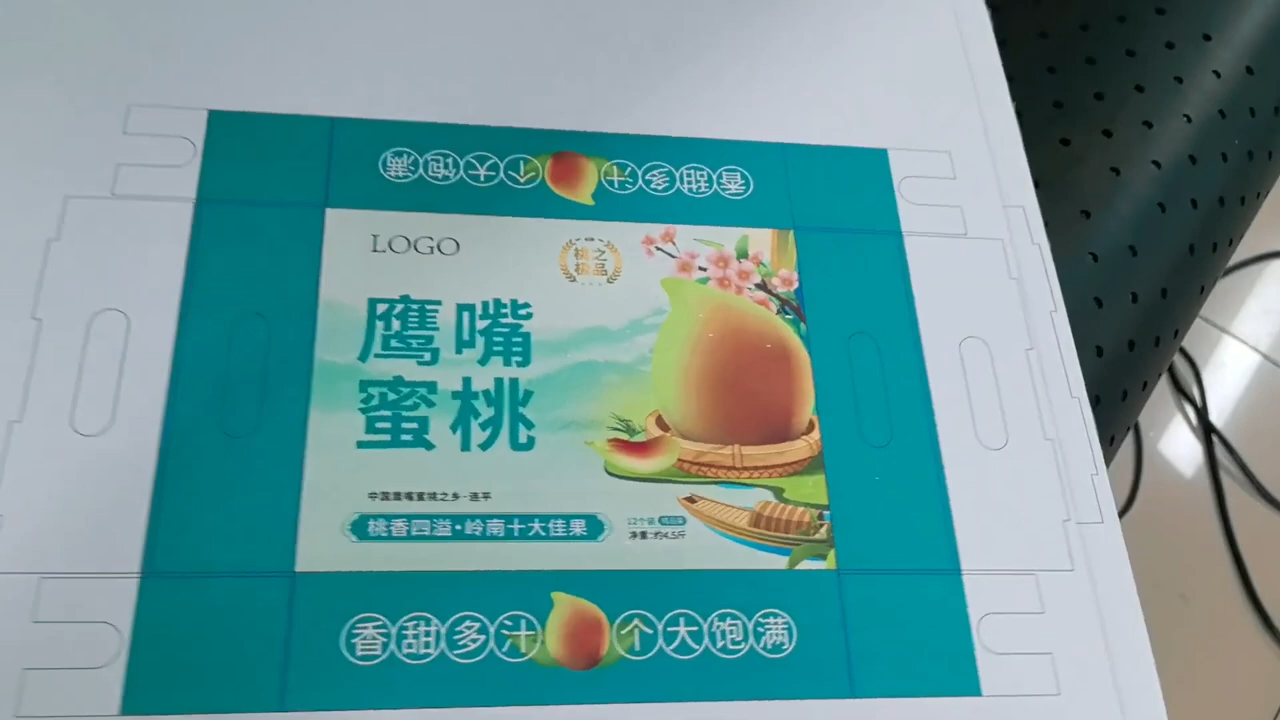 香甜多汁 个大饱满
LOGO
桃之
极品
鹰嘴
蜜桃
中国鹰嘴蜜桃之乡-连平
桃香四溢·岭南十大佳果
12个装
净重:约4.5斤
香甜多汁 个大饱满